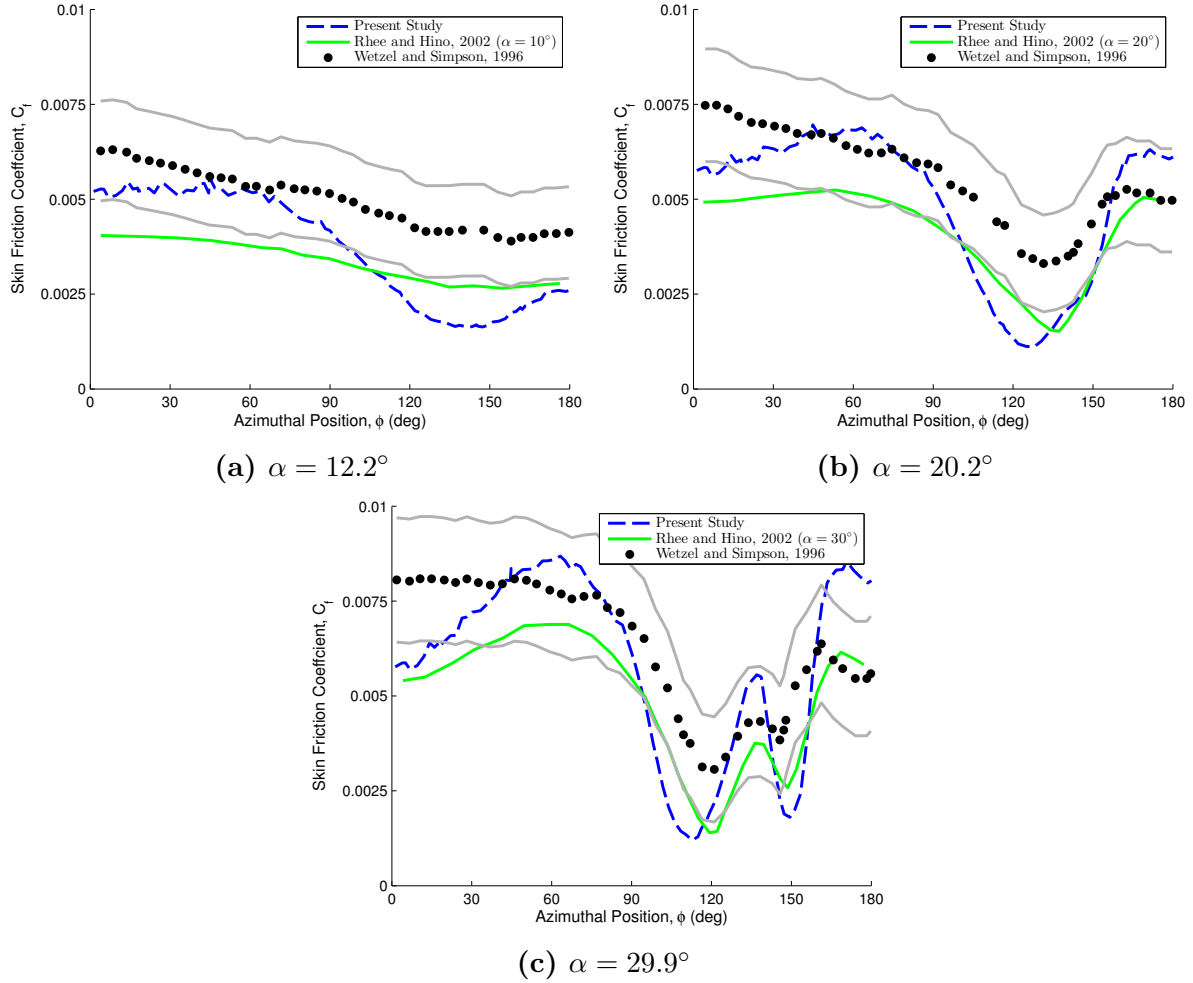 0.01
0.0075
0.005
0.0025
0
Skin Friction Coeffcient, C_f
0 30 60 90 120 150 180
Azimuthal Position, ϕ (deg)
Present Study
Rhee and Hino, 2002 (α = 10°)
Wetzel and Simpson, 1996
(a) α = 12.2°
0.01
0.0075
0.005
0.0025
0
Skin Friction Coeffcient, C_f
0 30 60 90 120 150 180
Azimuthal Position, ϕ (deg)
Present Study
Rhee and Hino, 2002 (α = 20°)
Wetzel and Simpson, 1996
(b) α = 20.2°
0.01
0.0075
0.005
0.0025
0
Skin Friction Coeffcient, C_f
0 30 60 90 120 150 180
Azimuthal Position, ϕ (deg)
Present Study
Rhee and Hino, 2002 (α = 30°)
Wetzel and Simpson, 1996
(c) α = 29.9°